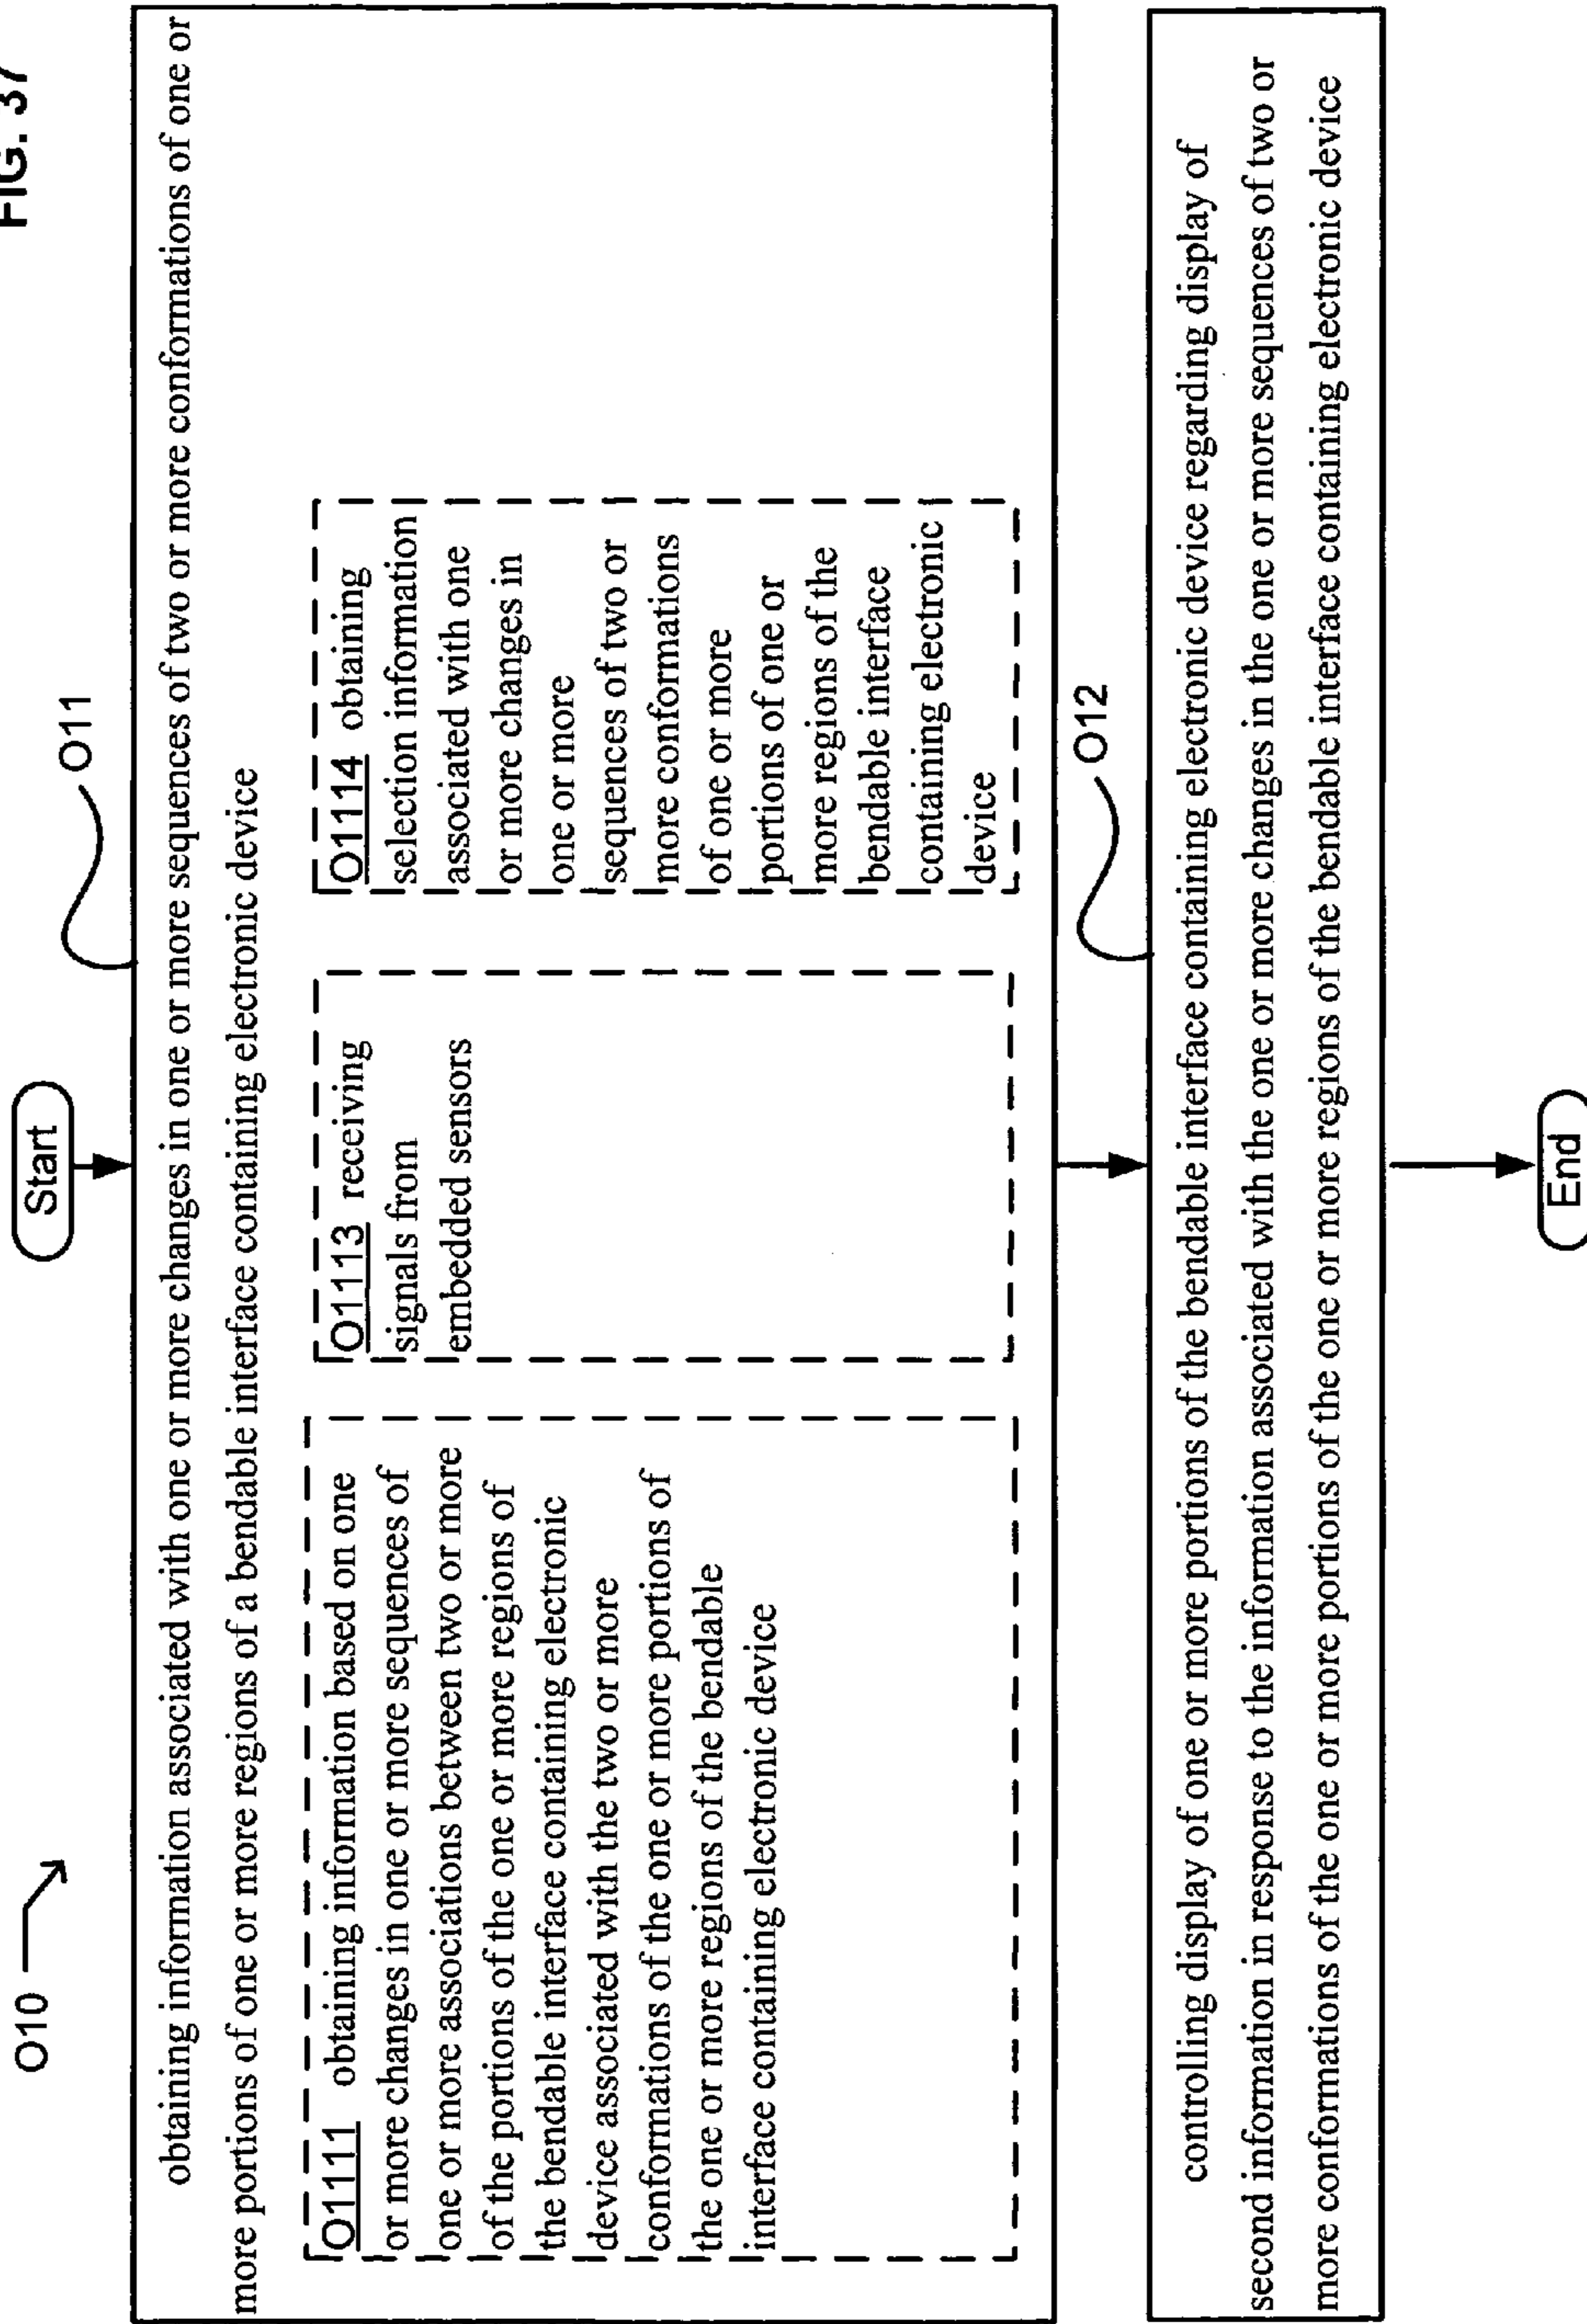 FIG. 37
O10
Start
O11
obtaining information associated with one or more changes in one or more sequences of two or more conformations of one or
more portions of one or more regions of a bendable interface containing electronic device
O1111 obtaining information based on one
or more changes in one or more sequences of
one or more associations between two or more
of the portions of the one or more regions of
the bendable interface containing electronic
device associated with the two or more
conformations of the one or more portions of
the one or more regions of the bendable
interface containing electronic device
O1113 receiving
signals from
embedded sensors
O1114 obtaining
selection information
associated with one
or more changes in
one or more
sequences of two or
more conformations
of one or more
portions of one or
more regions of the
bendable interface
containing electronic
device
O12
controlling display of one or more portions of the bendable interface containing electronic device regarding display of
second information in response to the information associated with the one or more changes in the one or more sequences of two or
more conformations of the one or more portions of the one or more regions of the bendable interface containing electronic device
End